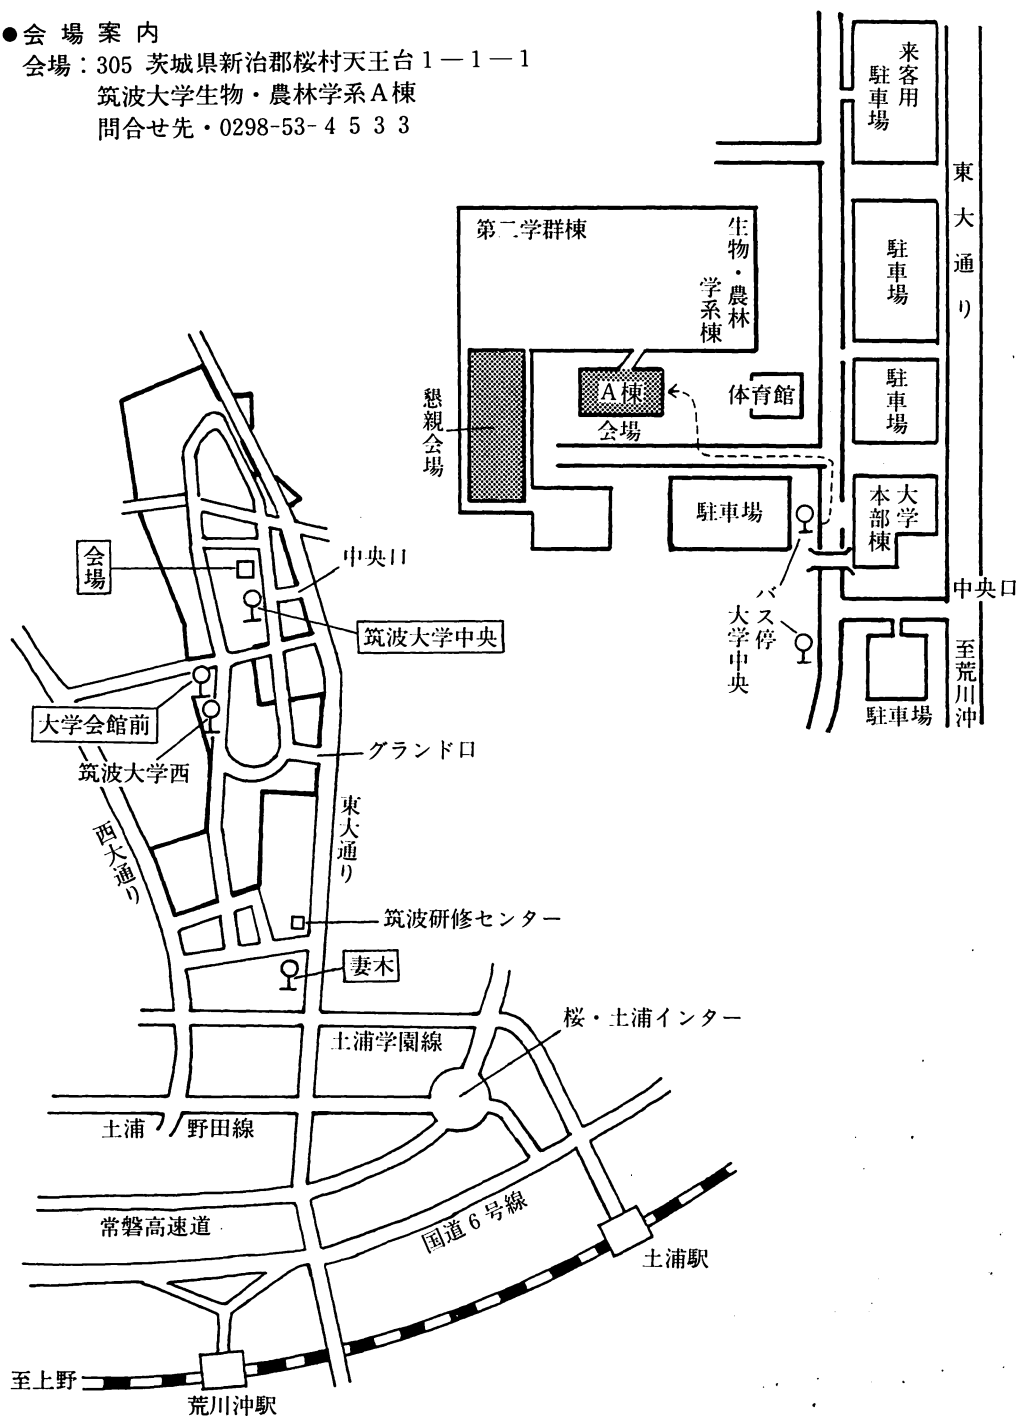 ●会場案内
会場：305 茨城県新治郡桜村天王台1－1－1
筑波大学生物・農林学系A棟
問合せ先・0298-53-4533
来客用
駐車場
東大通り
駐車場
駐車場
第二学群棟
生物・農林
学系棟
A棟
会場
体育館
懇親会場
駐車場
大学
本部棟
バス停
大学中央
中央口
至荒川沖
駐車場
中央口
会場
筑波大学中央
大学会館前
筑波大学西
グランド口
西大通り
東大通り
筑波研修センター
妻木
土浦学園線
桜・土浦インター
土浦
野田線
常磐高速道
国道6号線
土浦駅
至上野
荒川沖駅